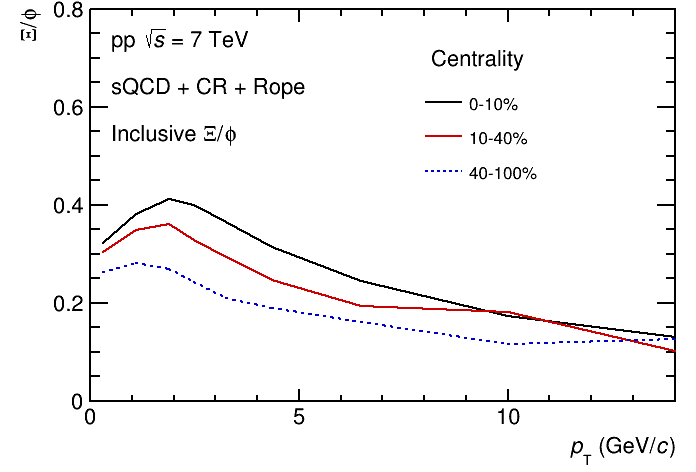 Ξ/ϕ
0.8
pp √s = 7 TeV
Centrality
sQCD + CR + Rope
0-10%
0.6
Inclusive Ξ/ϕ
10-40%
40-100%
0.4
0.2
0
0 5 10
p_T (GeV/c)